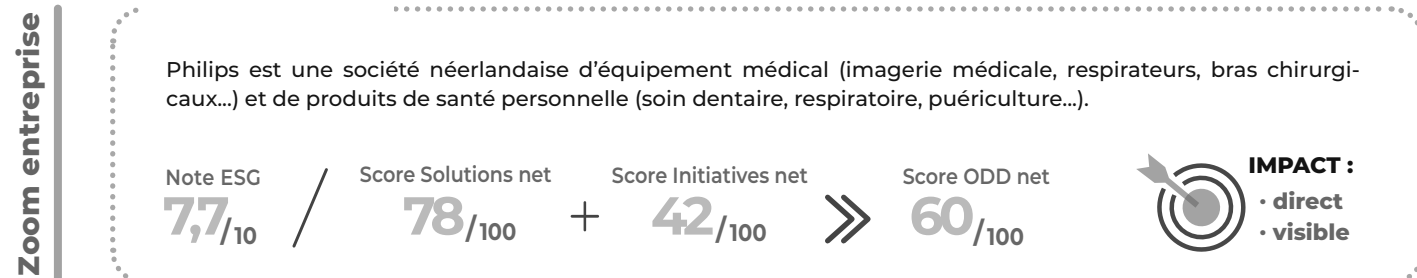 Zoom entreprise
Philips est une société néerlandaise d’équipement médical (imagerie médicale, respirateurs, bras chirurgi-
caux...) et de produits de santé personnelle (soin dentaire, respiratoire, puériculture...).
Note ESG
7,7/10
/
Score Solutions net
78/100
+
Score Initiatives net
42/100
Score ODD net
60/100
IMPACT :
· direct
· visible